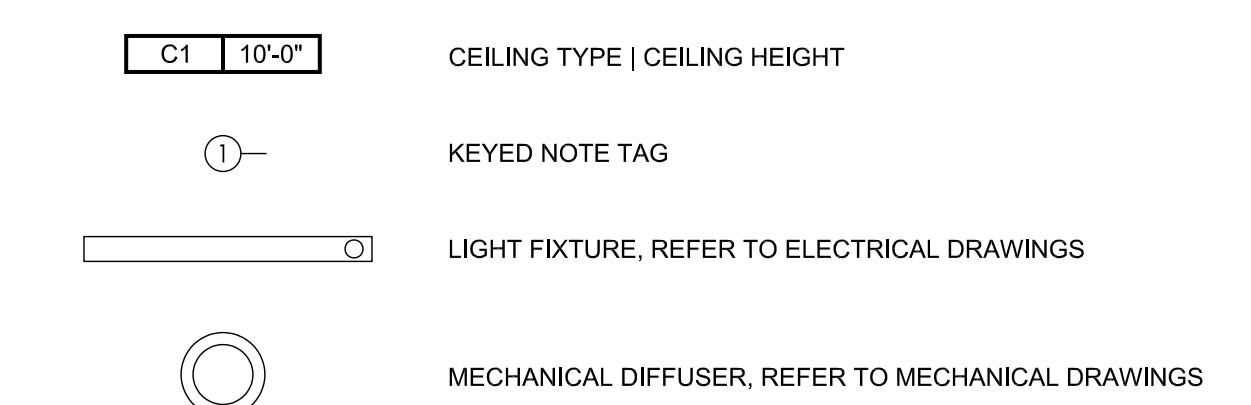 C1 10'-0" CEILING TYPE | CEILING HEIGHT
1 KEYED NOTE TAG
LIGHT FIXTURE, REFER TO ELECTRICAL DRAWINGS
MECHANICAL DIFFUSER, REFER TO MECHANICAL DRAWINGS